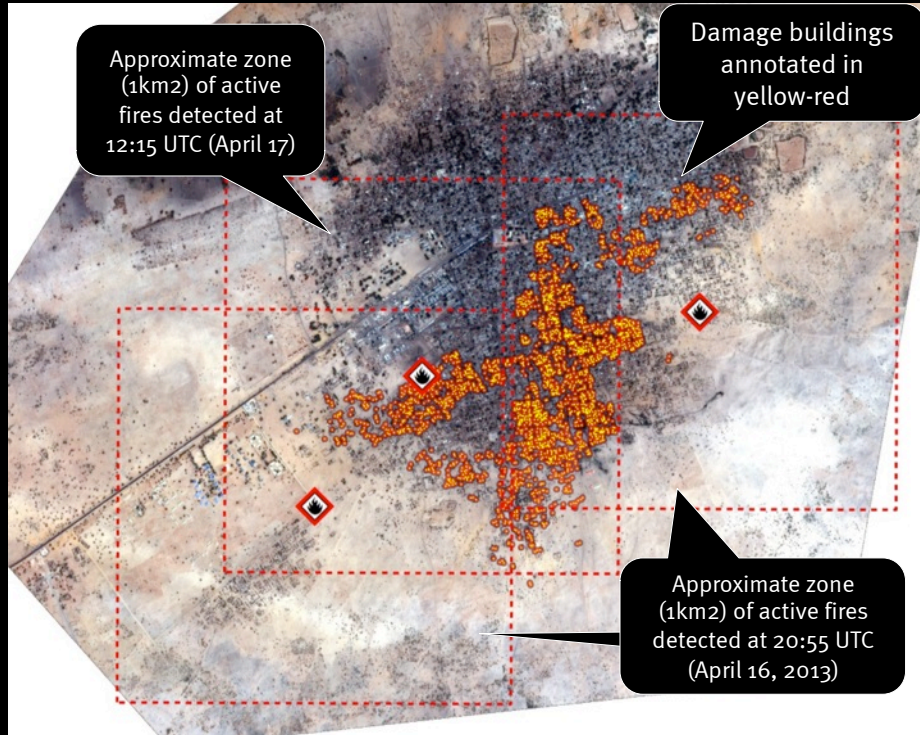 Approximate zone
(1km2) of active
fires detected at
12:15 UTC (April 17)
Damage buildings
annotated in
yellow-red
Approximate zone
(1km2) of active fires
detected at 20:55 UTC
(April 16, 2013)